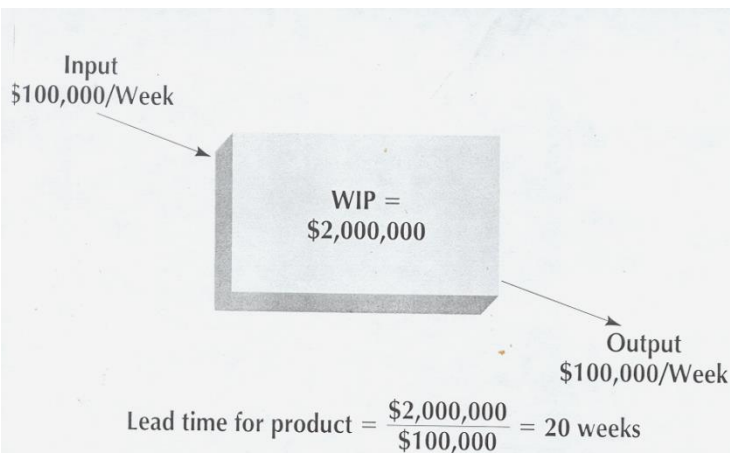 Input
$100,000/Week
WIP =
$2,000,000
Output
$100,000/Week
Lead time for product = $2,000,000 / $100,000 = 20 weeks